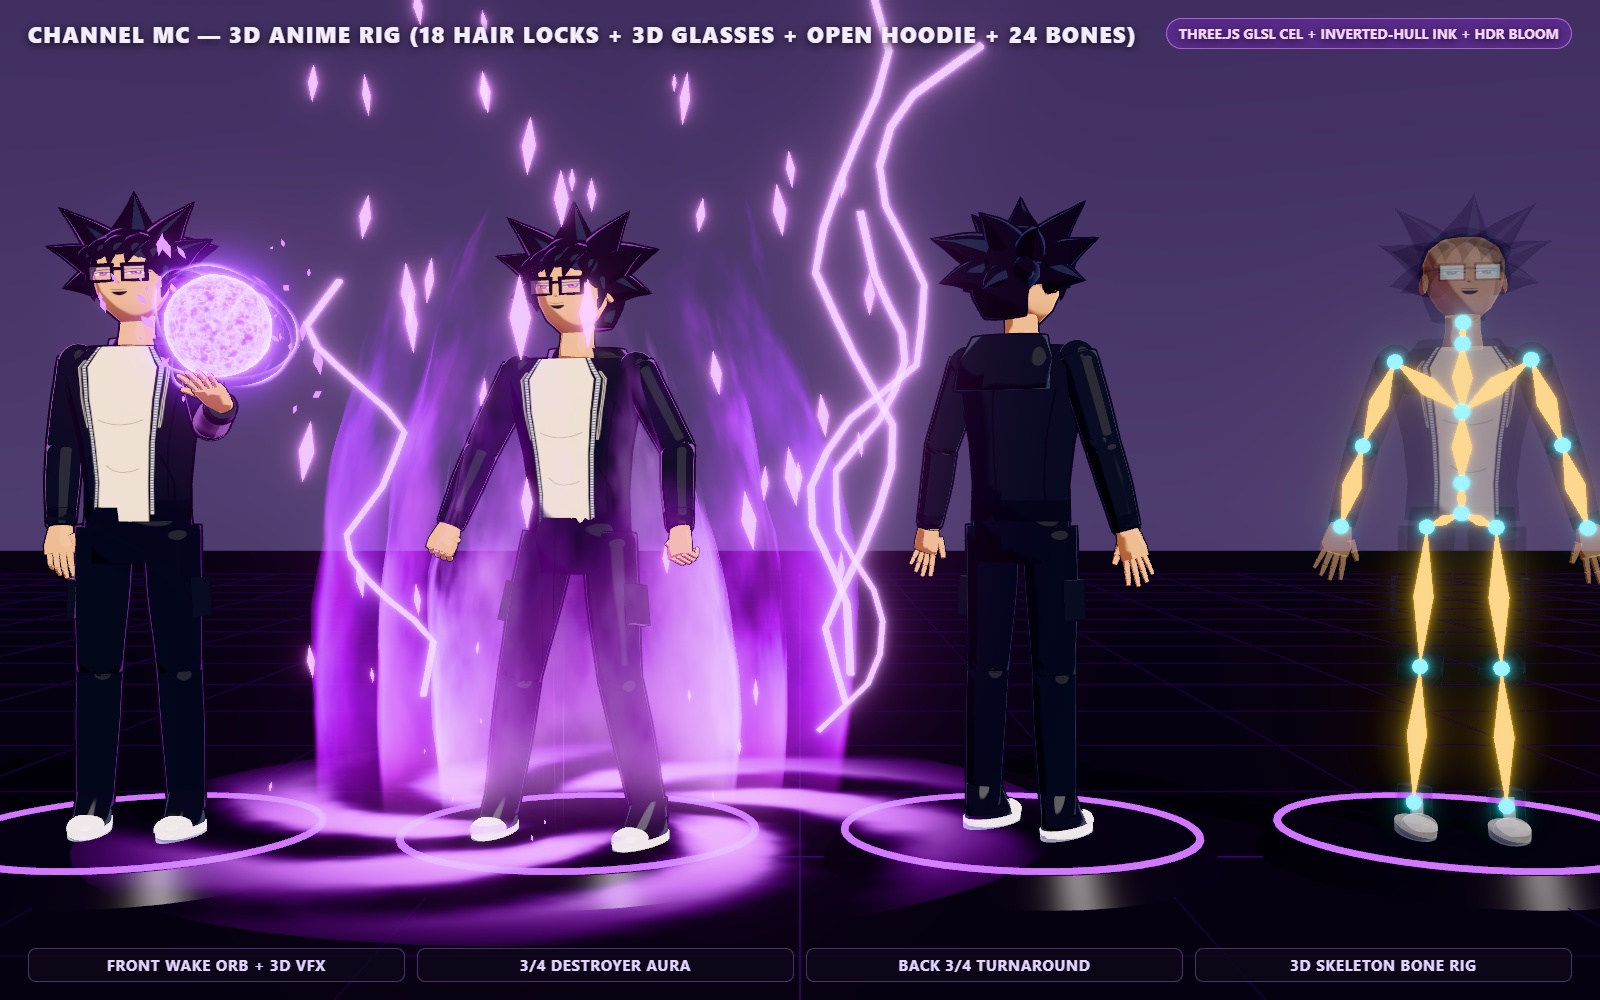 CHANNEL MC — 3D ANIME RIG (18 HAIR LOCKS + 3D GLASSES + OPEN HOODIE + 24 BONES)
THREE.JS GLSL CEL + INVERTED-HULL INK + HDR BLOOM
FRONT WAKE ORB + 3D VFX
3/4 DESTROYER AURA
BACK 3/4 TURNAROUND
3D SKELETON BONE RIG